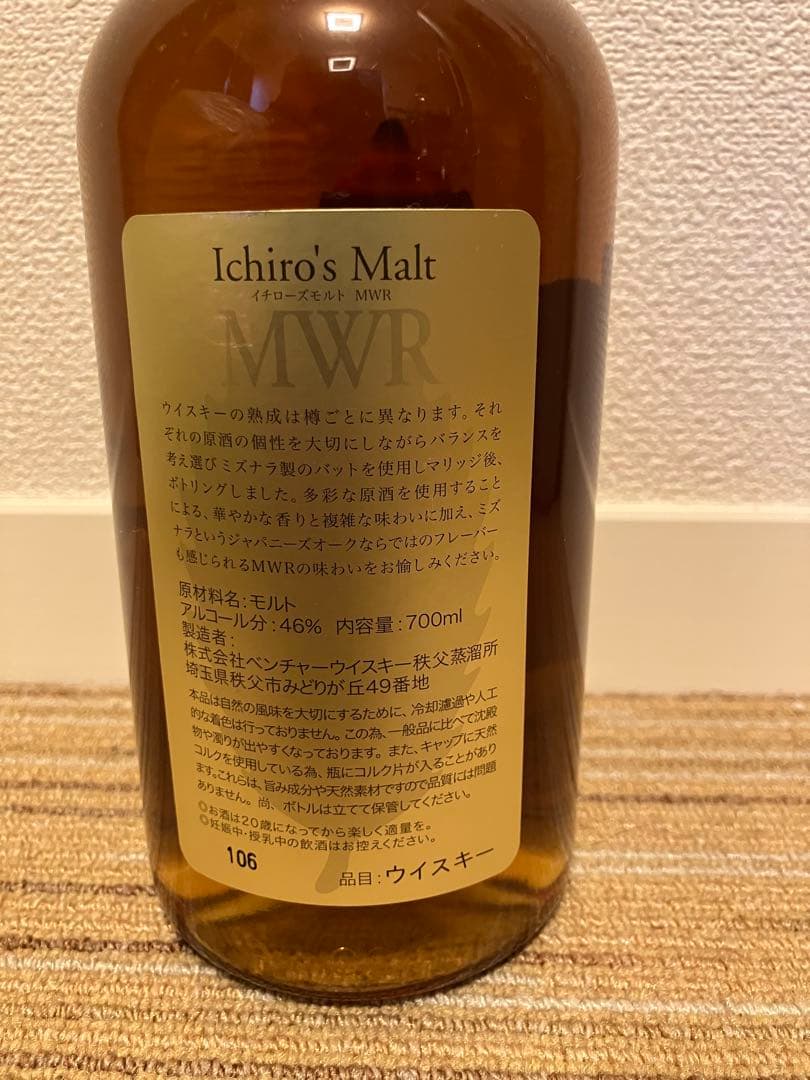 Ichiro's Malt
イチローズモルト MWR
MWR
ウイスキーの熟成は樽ごとに異なります。それ
ぞれの原酒の個性を大切にしながらバランスを
考え選びミズナラ製のバットを使用しマリッジ後、
ボトリングしました。多彩な原酒を使用すること
による、華やかな香りと複雑な味わいに加え、ミズ
ナラというジャパニーズオークならではのフレーバー
も感じられるMWRの味わいをお愉しみください。
原材料名:モルト
アルコール分:46% 内容量:700ml
製造者:
株式会社ベンチャーウイスキー秩父蒸溜所
埼玉県秩父市みどりが丘49番地
本品は自然の風味を大切にするために、冷却濾過や人工
的な着色は行っておりません。この為、一般品に比べて沈殿
物や濁りが出やすくなっております。また、キャップに天然
コルクを使用している為、瓶にコルク片が入ることがあり
ます。これらは、旨み成分や天然素材ですので品質には問題
ありません。尚、ボトルは立てて保管してください。
◎お酒は20歳になってから楽しく適量を。
◎妊娠中・授乳中の飲酒はお控えください。
106
品目:ウイスキー